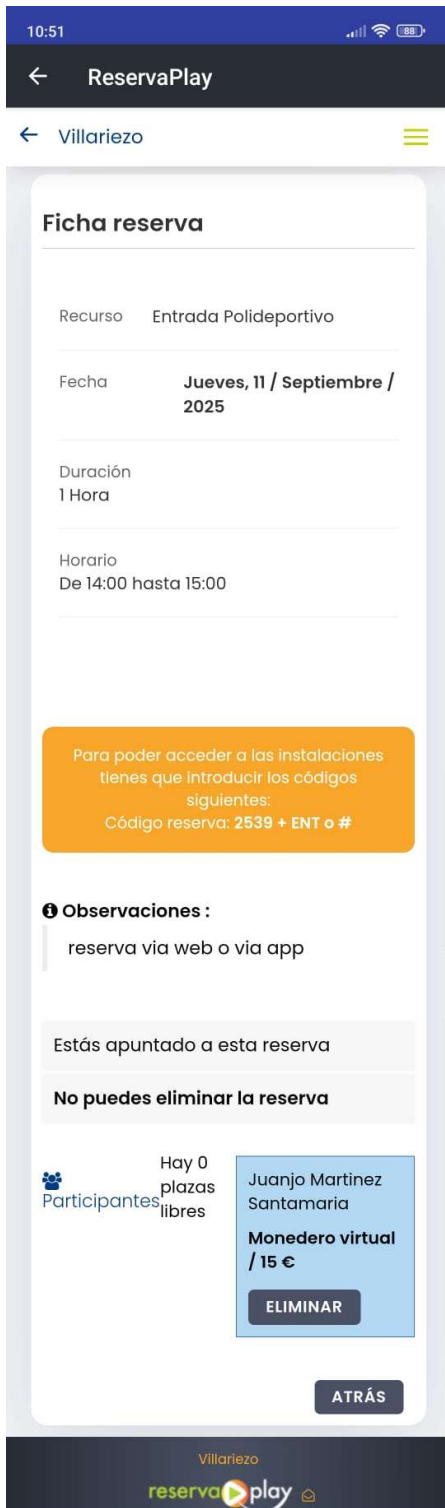 10:51
88
ReservaPlay
Villariezo
Ficha reserva
Recurso Entrada Polideportivo
Fecha Jueves, 11 / Septiembre /
2025
Duración
1 Hora
Horario
De 14:00 hasta 15:00
Para poder acceder a las instalaciones
tienes que introducir los códigos
siguientes:
Código reserva: 2539 + ENT o #
Observaciones :
reserva via web o via app
Estás apuntado a esta reserva
No puedes eliminar la reserva
Participantes
Hay 0
plazas
libres
Juanjo Martinez
Santamaria
Monedero virtual
/ 15 €
ELIMINAR
ATRÁS
Villariezo
reserva play